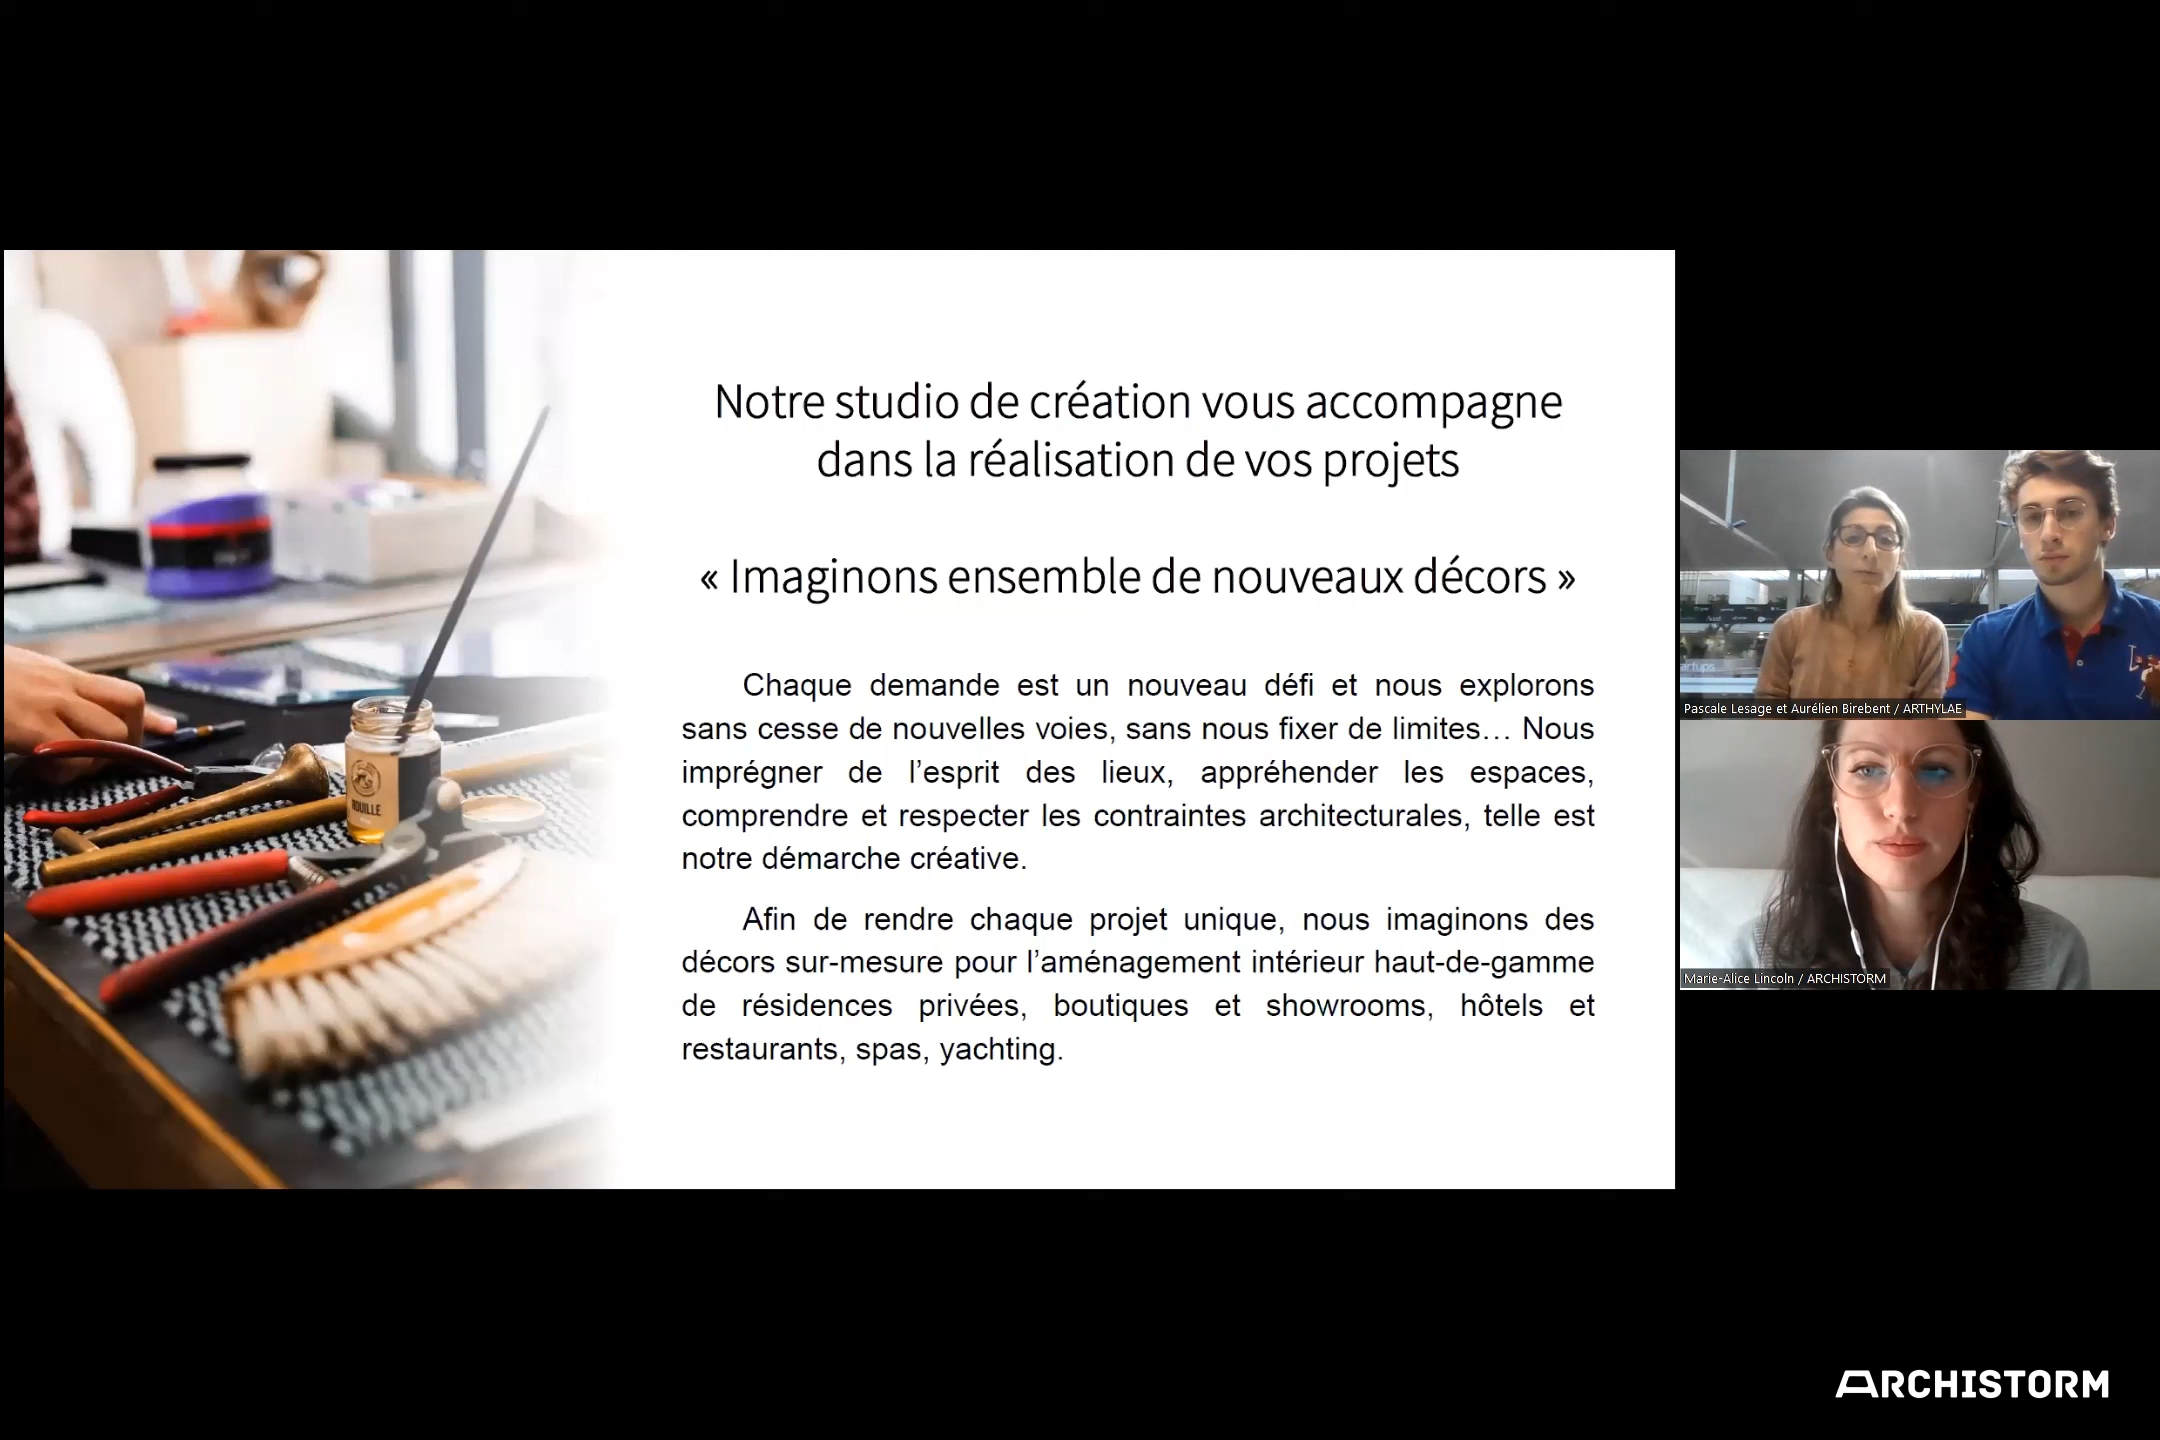 Notre studio de création vous accompagne
dans la réalisation de vos projets
« Imaginons ensemble de nouveaux décors »
Chaque demande est un nouveau défi et nous explorons
sans cesse de nouvelles voies, sans nous fixer de limites… Nous
imprégner de l’esprit des lieux, appréhender les espaces,
comprendre et respecter les contraintes architecturales, telle est
notre démarche créative.
Afin de rendre chaque projet unique, nous imaginons des
décors sur-mesure pour l’aménagement intérieur haut-de-gamme
de résidences privées, boutiques et showrooms, hôtels et
restaurants, spas, yachting.
Pascale Lesage et Aurélien Birebent / ARTHYLAE
Marie-Alice Lincoln / ARCHISTORM
ARCHISTORM